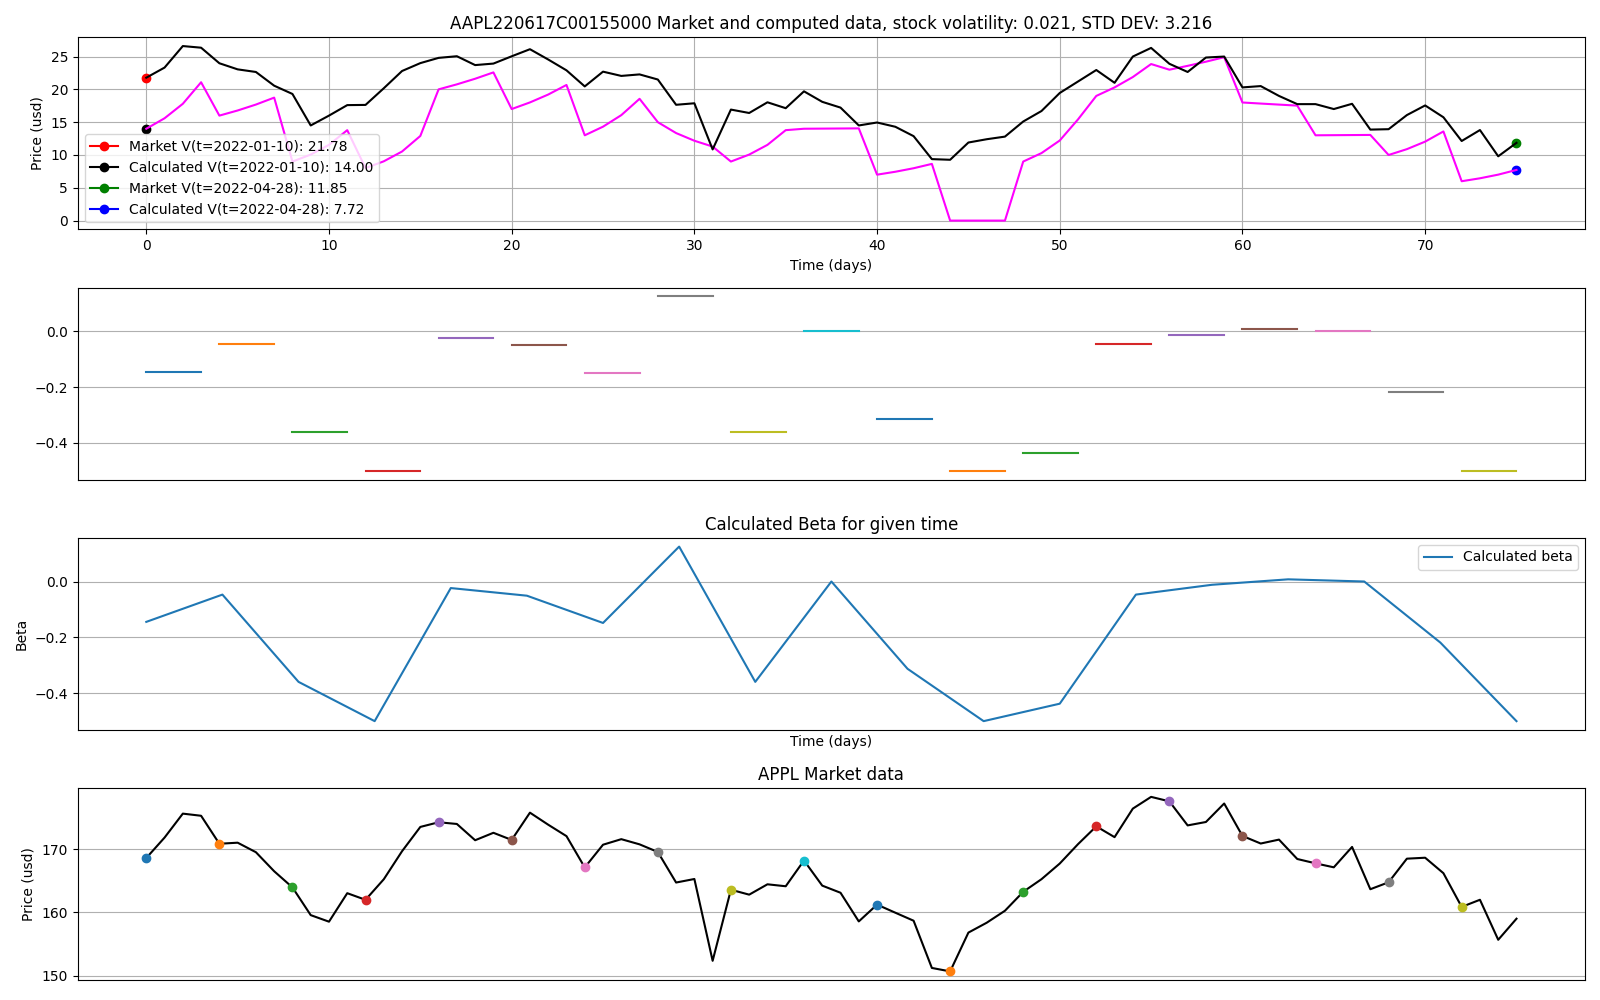 AAPL220617C00155000 Market and computed data, stock volatility: 0.021, STD DEV: 3.216
Price (usd)
25
20
15
10
5
0
Market V(t=2022-01-10): 21.78
Calculated V(t=2022-01-10): 14.00
Market V(t=2022-04-28): 11.85
Calculated V(t=2022-04-28): 7.72
0 10 20 30 40 50 60 70
Time (days)
0.0
−0.2
−0.4
Calculated Beta for given time
Beta
0.0
−0.2
−0.4
Calculated beta
Time (days)
APPL Market data
Price (usd)
170
160
150